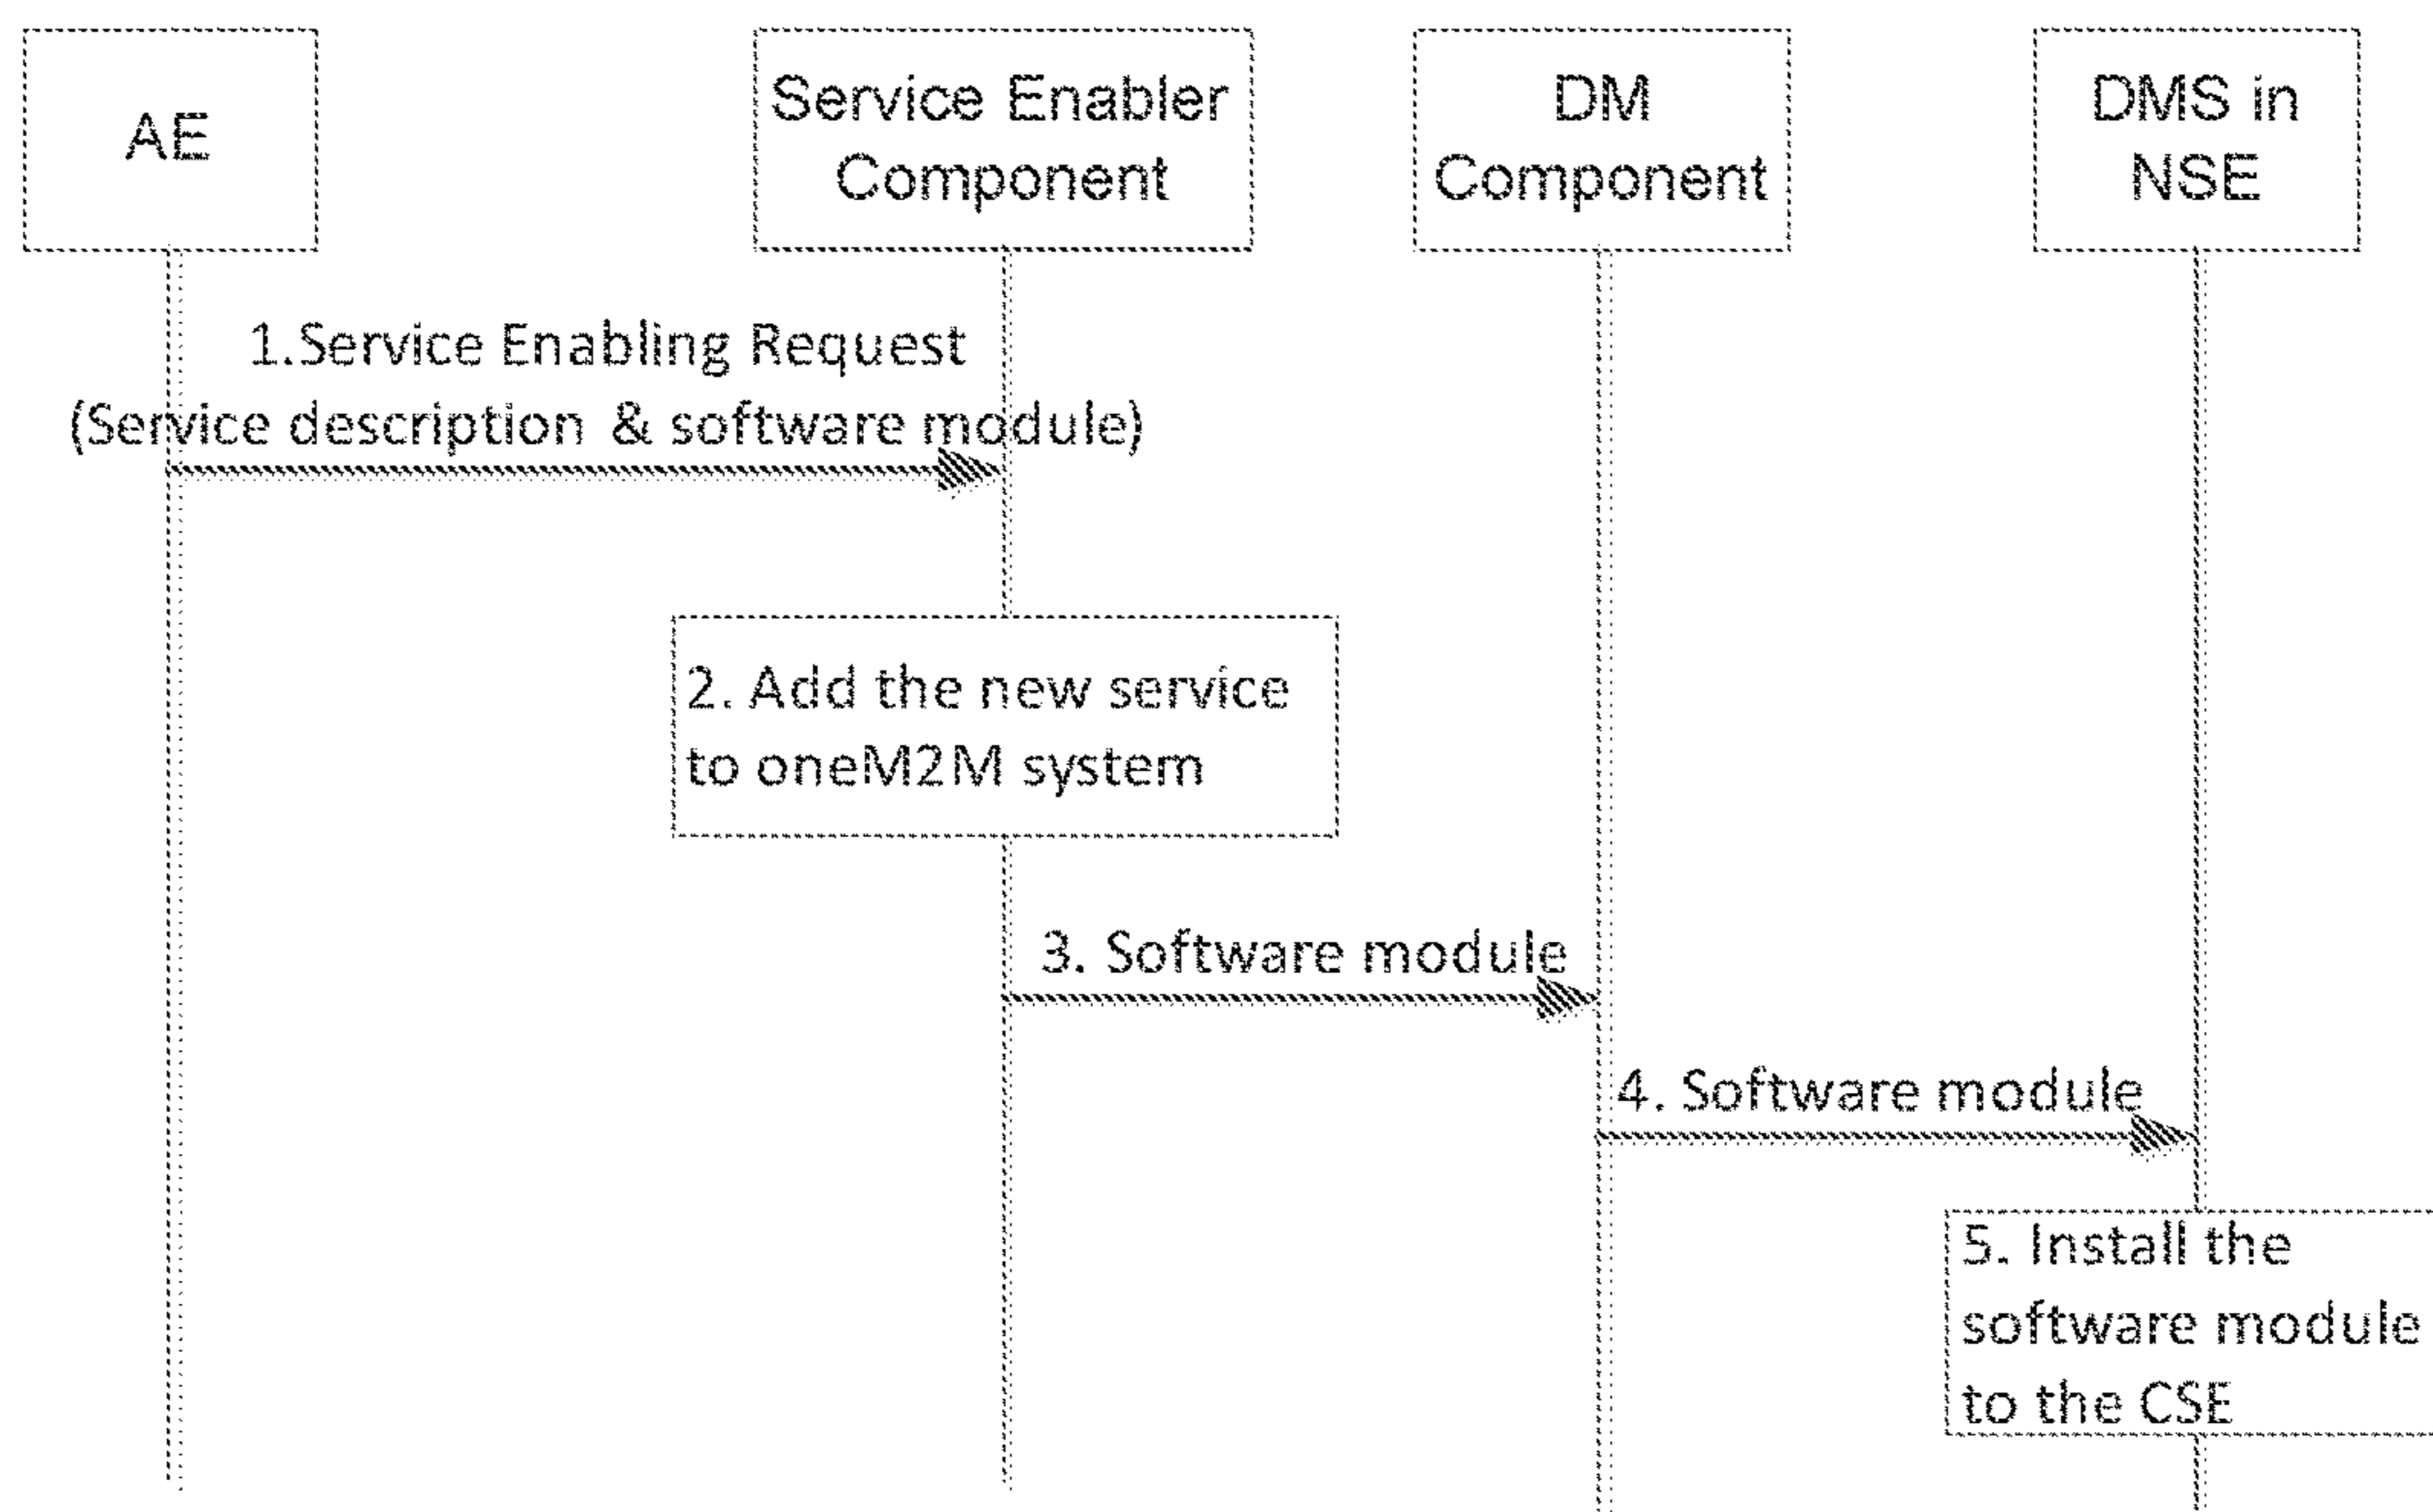 AE
Service Enabler
Component
DM
Component
DMS in
NSE
1.Service Enabling Request
(Service description & software module)
2. Add the new service
to oneM2M system
3. Software module
4. Software module
5. Install the
software module
to the CSE